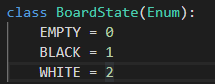 class BoardState(Enum):
    EMPTY = 0
    BLACK = 1
    WHITE = 2